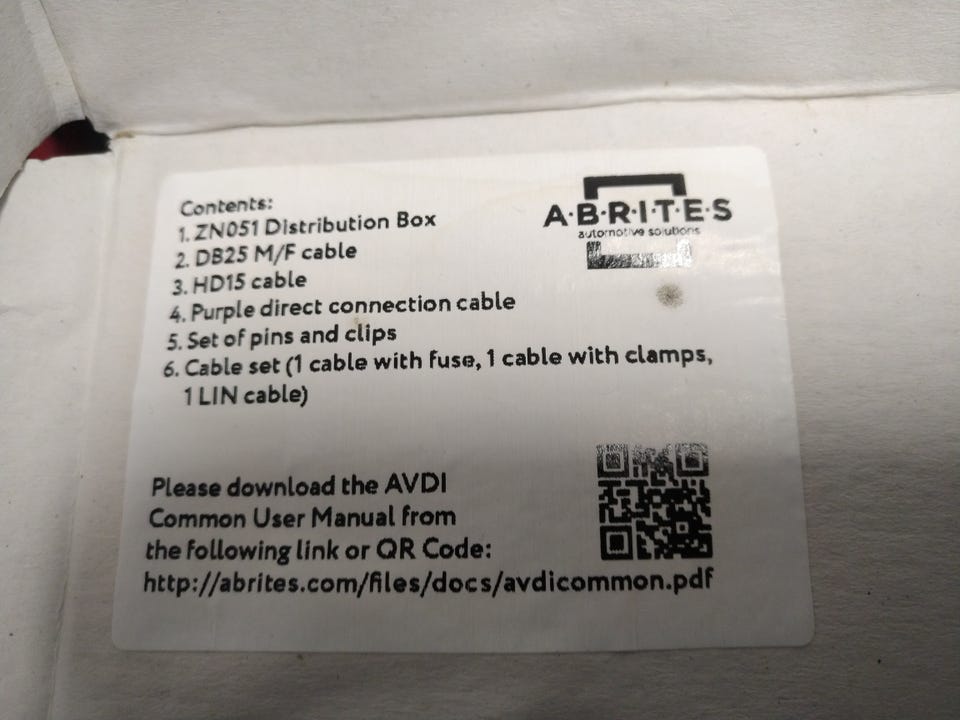 A·B·R·I·T·E·S
automotive solutions
Contents:
1. ZN051 Distribution Box
2. DB25 M/F cable
3. HD15 cable
4. Purple direct connection cable
5. Set of pins and clips
6. Cable set (1 cable with fuse, 1 cable with clamps,
1 LIN cable)
Please download the AVDI
Common User Manual from
the following link or QR Code:
http://abrites.com/files/docs/avdicommon.pdf